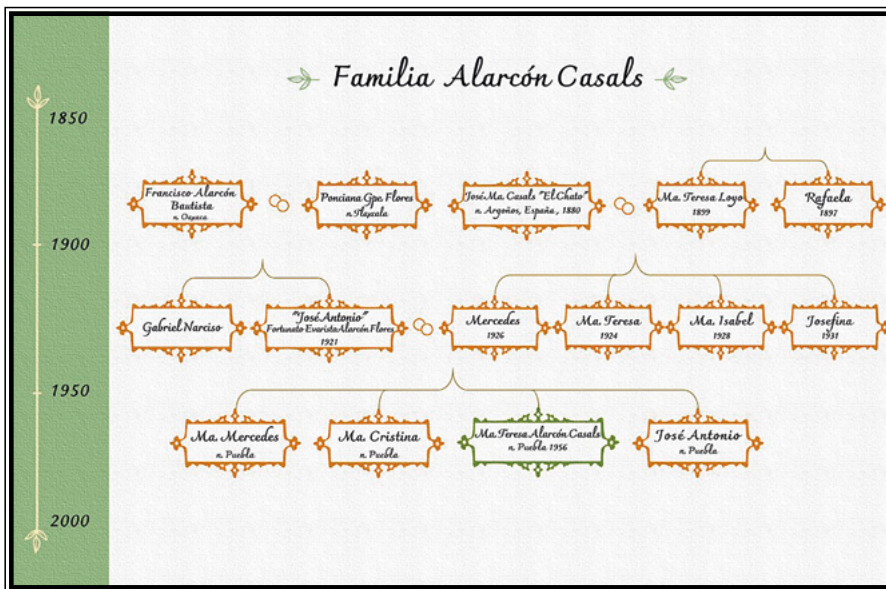 Familia Alarcón Casals
1850
Francisco Alarcón
Bautista
n. Oaxaca
Ponciana Gpe. Flores
n. Tlaxcala
José Ma. Casals "El Chato"
n. Argoños, España, 1880
Ma. Teresa Loyo
1899
Rafaela
1897
1900
Gabriel Narciso
"José Antonio"
Fortunato Evarista Alarcón Flores
1921
Mercedes
1926
Ma. Teresa
1924
Ma. Isabel
1928
Josefina
1931
1950
Ma. Mercedes
n. Puebla
Ma. Cristina
n. Puebla
Ma. Teresa Alarcón Casals
n. Puebla 1956
José Antonio
n. Puebla
2000